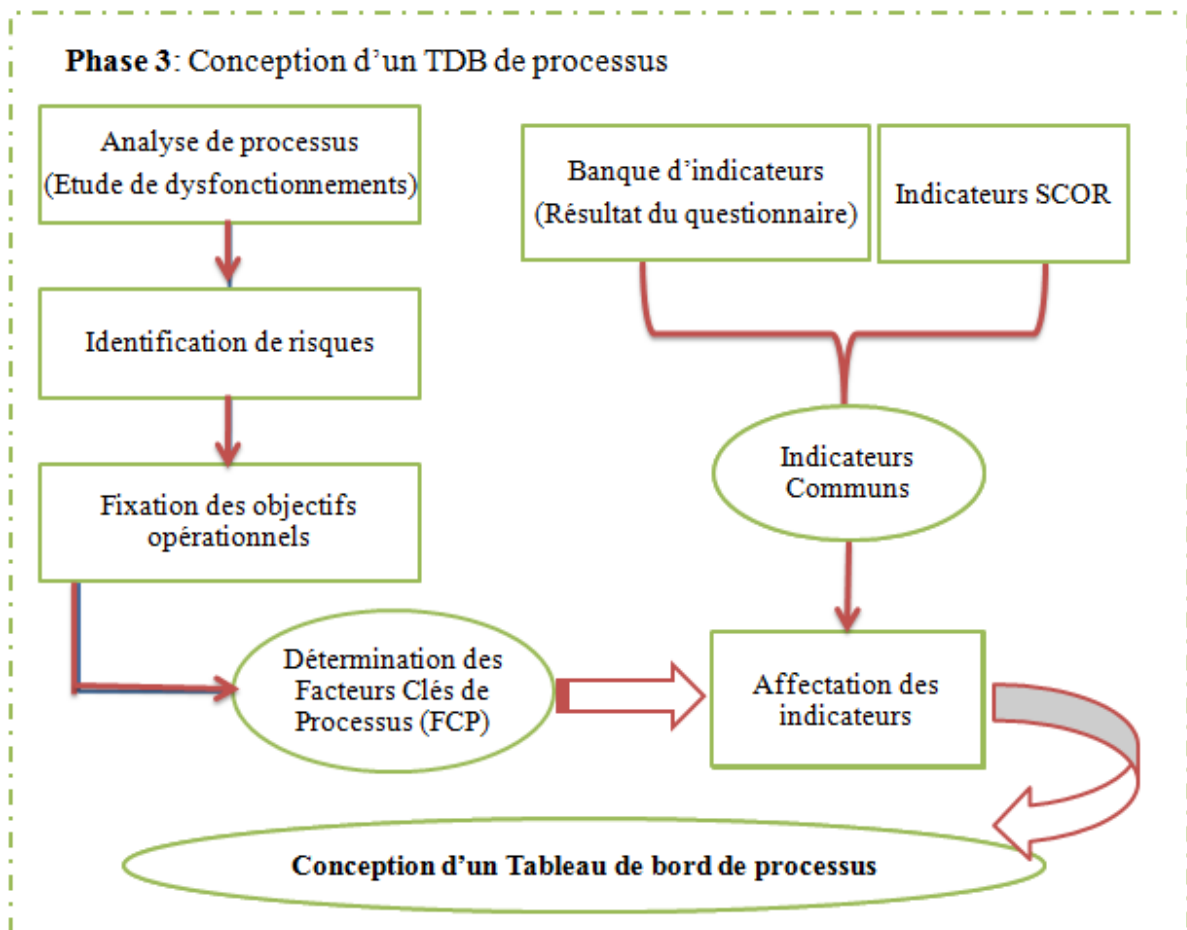 Phase 3: Conception d’un TDB de processus
Analyse de processus
(Etude de dysfonctionnements)
Banque d’indicateurs
(Résultat du questionnaire)
Indicateurs SCOR
Identification de risques
Indicateurs
Communs
Fixation des objectifs
opérationnels
Détermination des
Facteurs Clés de
Processus (FCP)
Affectation des
indicateurs
Conception d’un Tableau de bord de processus